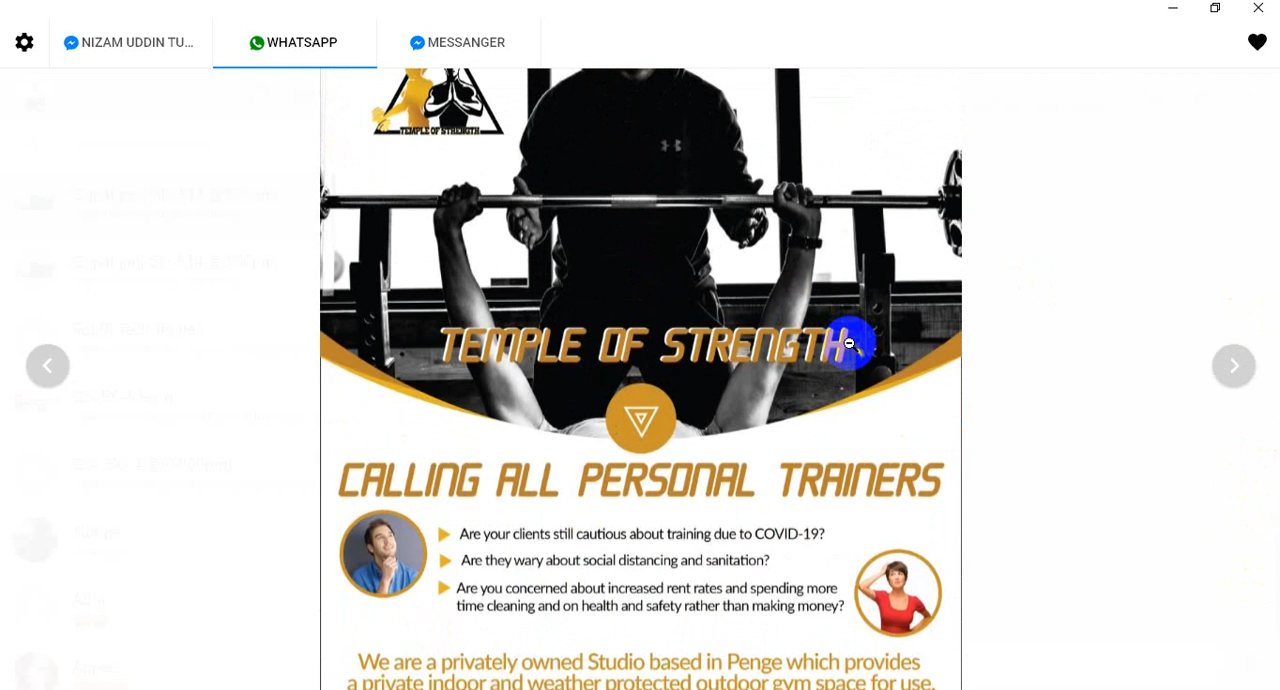 NIZAM UDDIN TU...
WHATSAPP
MESSANGER
TEMPLE OF STRENGTH
TEMPLE OF STRENGTH
CALLING ALL PERSONAL TRAINERS
Are your clients still cautious about training due to COVID-19?
Are they wary about social distancing and sanitation?
Are you concerned about increased rent rates and spending more
time cleaning and on health and safety rather than making money?
We are a privately owned Studio based in Penge which provides
a private indoor and weather protected outdoor gym space for use.